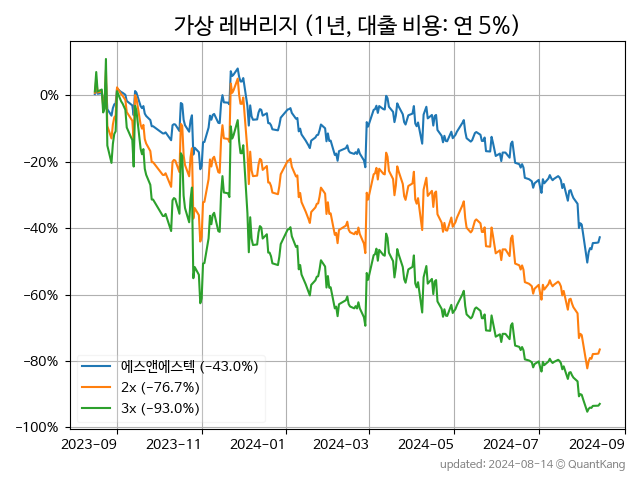 가상 레버리지 (1년, 대출 비용: 연 5%)
0%
−20%
−40%
−60%
−80%
−100%
에스앤에스텍 (−43.0%)
2x (−76.7%)
3x (−93.0%)
2023-09 2023-11 2024-01 2024-03 2024-05 2024-07 2024-09
updated: 2024-08-14 © QuantKang